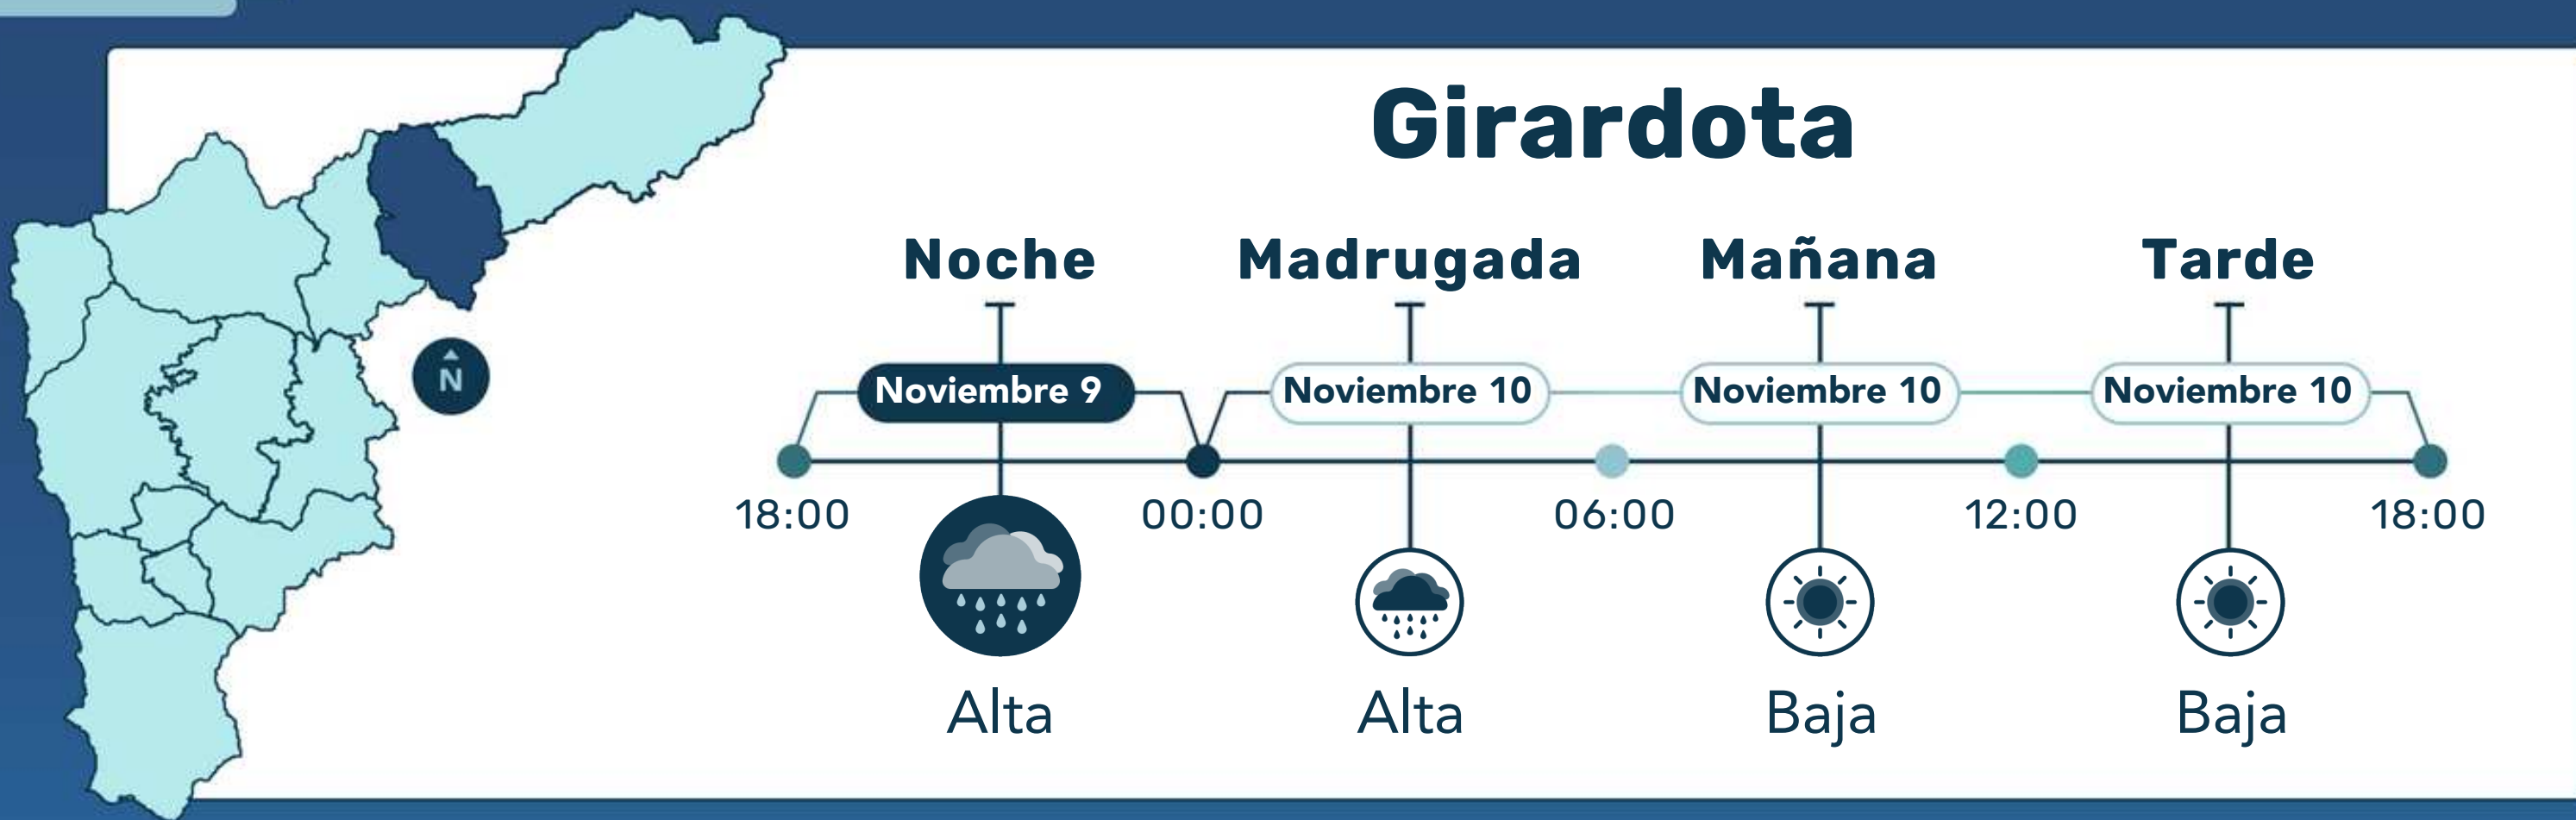 Girardota
Noche
Madrugada
Mañana
Tarde
Noviembre 9
Noviembre 10
Noviembre 10
Noviembre 10
N
18:00
00:00
06:00
12:00
18:00
Alta
Alta
Baja
Baja